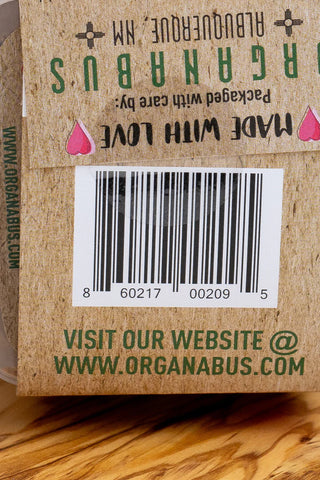 MADE WITH LOVE
Packaged with care by:
ORGANABUS
ALBUQUERQUE, NM
WWW.ORGANABUS.COM
8 60217 00209 5
VISIT OUR WEBSITE @
WWW.ORGANABUS.COM